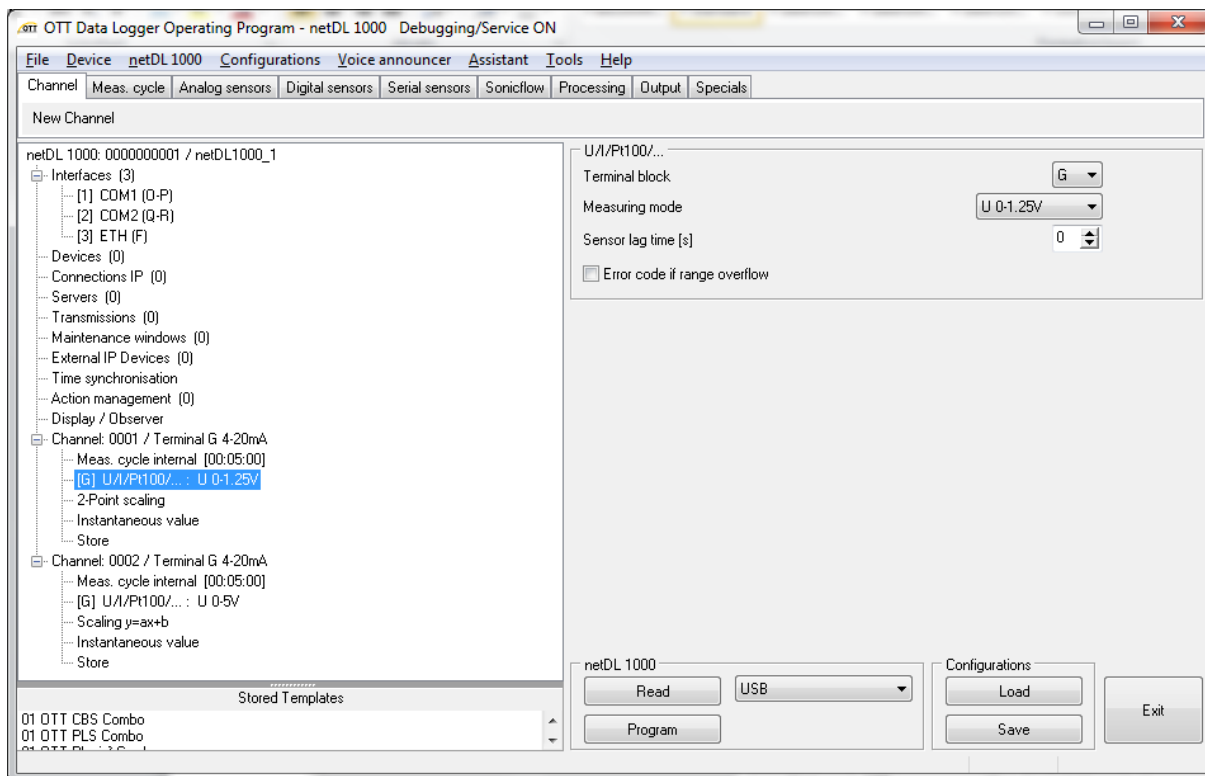 OTT OTT Data Logger Operating Program - netDL 1000 Debugging/Service ON
File Device netDL 1000 Configurations Voice announcer Assistant Tools Help
Channel Meas. cycle Analog sensors Digital sensors Serial sensors Sonicflow Processing Output Specials
New Channel
netDL 1000: 0000000001 / netDL1000_1
Interfaces (3)
[1] COM1 (O-P)
[2] COM2 (Q-R)
[3] ETH (F)
Devices (0)
Connections IP (0)
Servers (0)
Transmissions (0)
Maintenance windows (0)
External IP Devices (0)
Time synchronisation
Action management (0)
Display / Observer
Channel: 0001 / Terminal G 4-20mA
Meas. cycle internal [00:05:00]
[G] U/I/Pt100/... : U 0-1.25V
2-Point scaling
Instantaneous value
Store
Channel: 0002 / Terminal G 4-20mA
Meas. cycle internal [00:05:00]
[G] U/I/Pt100/... : U 0-5V
Scaling y=ax+b
Instantaneous value
Store
Stored Templates
01 OTT CBS Combo
01 OTT PLS Combo
U/I/Pt100/...
Terminal block G
Measuring mode U 0-1.25V
Sensor lag time [s] 0
Error code if range overflow
netDL 1000
Read USB
Program
Configurations
Load
Save
Exit